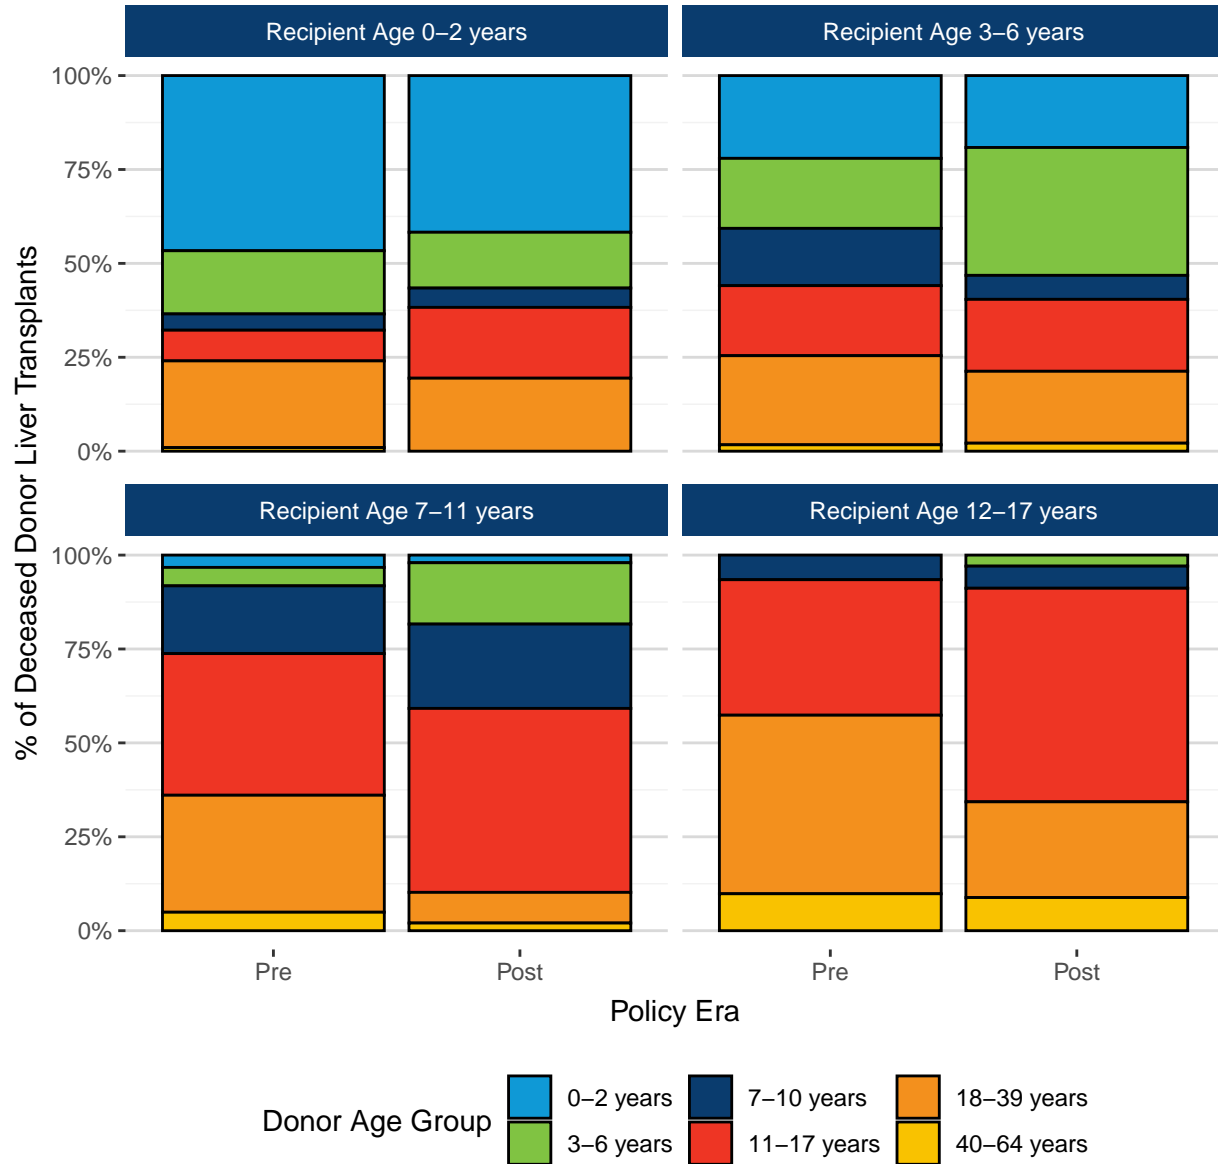 Recipient Age 0–2 years
Recipient Age 3–6 years
100%
75%
50%
25%
0%
Recipient Age 7–11 years
Recipient Age 12–17 years
100%
75%
50%
25%
0%
% of Deceased Donor Liver Transplants
Pre
Post
Pre
Post
Policy Era
Donor Age Group
0–2 years
7–10 years
18–39 years
3–6 years
11–17 years
40–64 years